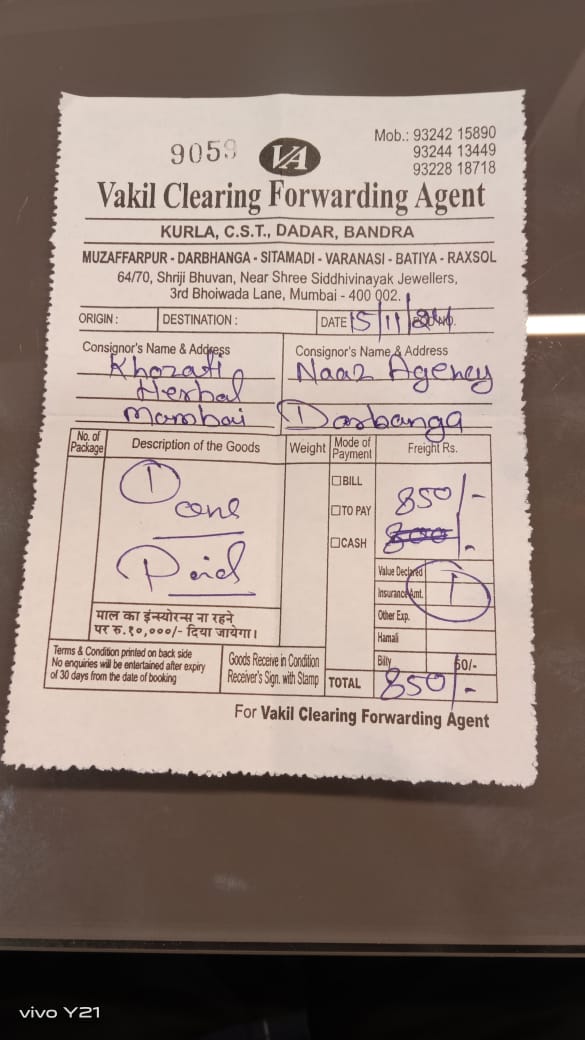 9059
VA
Mob.: 93242 15890
93244 13449
93228 18718
Vakil Clearing Forwarding Agent
KURLA, C.S.T., DADAR, BANDRA
MUZAFFARPUR - DARBHANGA - SITAMADI - VARANASI - BATIYA - RAXSOL
64/70, Shriji Bhuvan, Near Shree Siddhivinayak Jewellers,
3rd Bhoiwada Lane, Mumbai - 400 002.
ORIGIN : DESTINATION : DATE 15/11/24
Consignor's Name & Address Consignor's Name & Address
Khozati Naaz Agency
Herbal
Mombai Darbanga
No. of Package Description of the Goods Weight Mode of Payment Freight Rs.
1 one
Paid
BILL
TO PAY
CASH
850/-
800/-
Value Declared
Insurance Amt.
1
Other Exp.
Hamali
Billy 50/-
TOTAL 850/-
माल का इंन्श्योरन्स ना रहने
पर रु.१०,०००/- दिया जायेगा।
Terms & Condition printed on back side
No enquiries will be entertained after expiry
of 30 days from the date of booking
Goods Receive in Condition
Receiver's Sign. with Stamp
For Vakil Clearing Forwarding Agent
vivo Y21